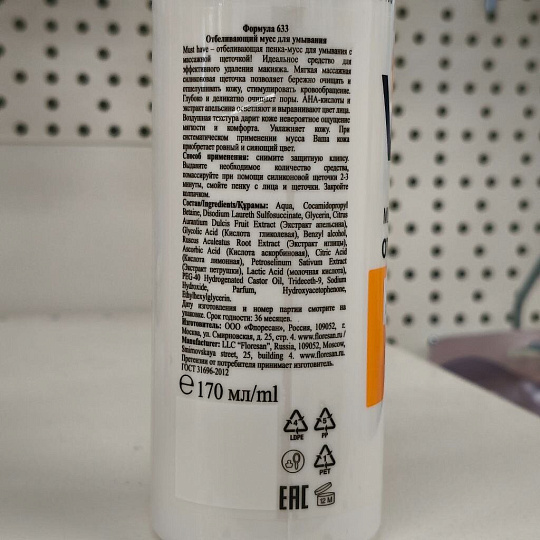 Формула 633
Отбеливающий мусс для умывания
Must have – отбеливающая пенка-мусс для умывания с
массажной щеточкой! Идеальное средство для
эффективного удаления макияжа. Мягкая массажная
силиконовая щеточка позволяет бережно очищать и
отшелушивать кожу, стимулировать кровообращение.
Глубоко и деликатно очищает поры. АНА-кислоты и
экстракт апельсина осветляют и выравнивают цвет лица.
Воздушная текстура дарит коже невероятное ощущение
мягкости и комфорта. Увлажняет кожу. При
систематическом применении мусса Ваша кожа
приобретает ровный и сияющий цвет.
Способ применения: снимите защитную клипсу.
Выдавите необходимое количество средства,
помассируйте при помощи силиконовой щеточки 2-3
минуты, смойте пенку с лица и щеточки. Закройте
колпачком.
Состав/Ingredients/Құрамы: Aqua, Cocamidopropyl
Betaine, Disodium Laureth Sulfosuccinate, Glycerin, Citrus
Aurantium Dulcis Fruit Extract (Экстракт апельсина),
Glycolic Acid (Кислота гликолевая), Benzyl alcohol,
Ruscus Aculeatus Root Extract (Экстракт иглицы),
Ascorbic Acid (Кислота аскорбиновая), Citric Acid
(Кислота лимонная), Petroselinum Sativum Extract
(Экстракт петрушки), Lactic Acid (молочная кислота),
PEG-40 Hydrogenated Castor Oil, Trideceth-9, Sodium
Hydroxide, Parfum, Hydroxyacetophenone,
Ethylhexylglycerin.
Дату изготовления и номер партии смотрите на
упаковке. Срок годности: 36 месяцев.
Изготовитель: ООО «Флоресан», Россия, 109052, г.
Москва, ул. Смирновская, д. 25, стр. 4. www.floresan.ru /
Manufacturer: LLC "Floresan", Russia, 109052, Moscow,
Smirnovskaya street, 25, building 4. www.floresan.ru.
Претензии от потребителя принимает изготовитель.
ГОСТ 31696-2012
℮ 170 мл/ml
4 LDPE
5 PP
1 PET
EAC
12 M